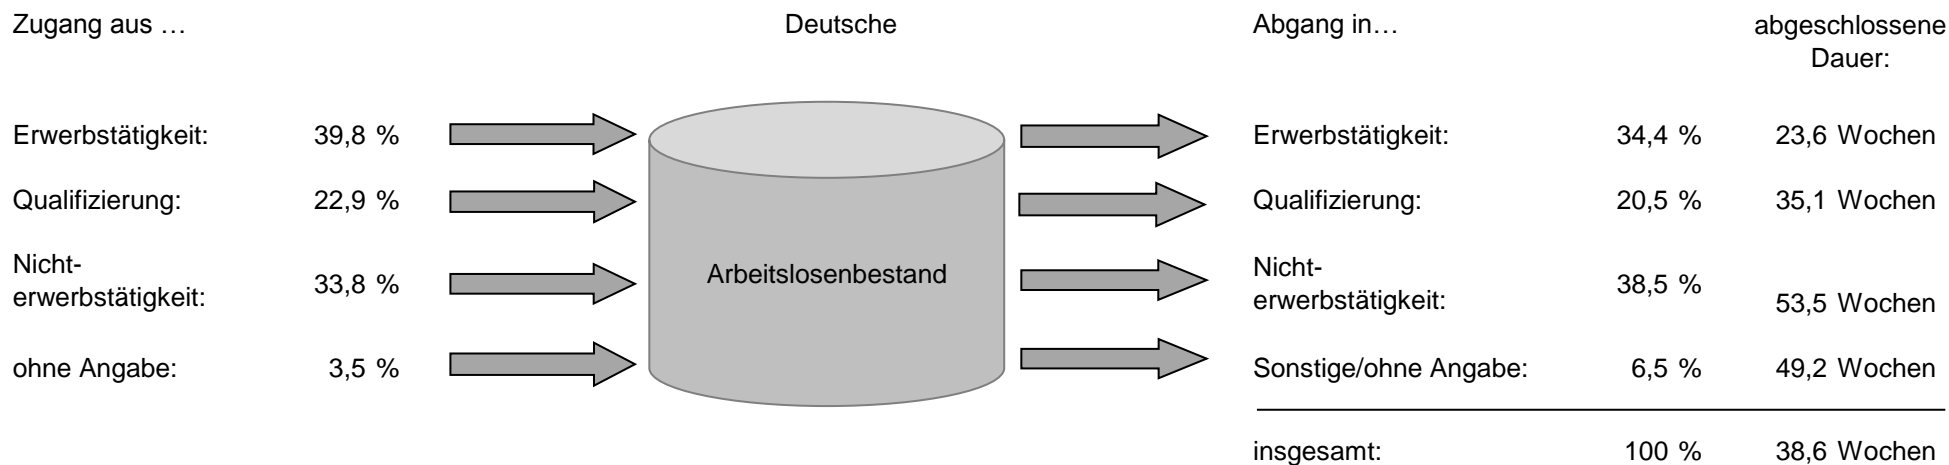 Zugang aus …
Deutsche
Abgang in…
abgeschlossene
Dauer:
Erwerbstätigkeit: 39,8 %
Erwerbstätigkeit: 34,4 % 23,6 Wochen
Qualifizierung: 22,9 %
Qualifizierung: 20,5 % 35,1 Wochen
Nicht-
erwerbstätigkeit: 33,8 %
Arbeitslosenbestand
Nicht-
erwerbstätigkeit: 38,5 % 53,5 Wochen
ohne Angabe: 3,5 %
Sonstige/ohne Angabe: 6,5 % 49,2 Wochen
insgesamt: 100 % 38,6 Wochen